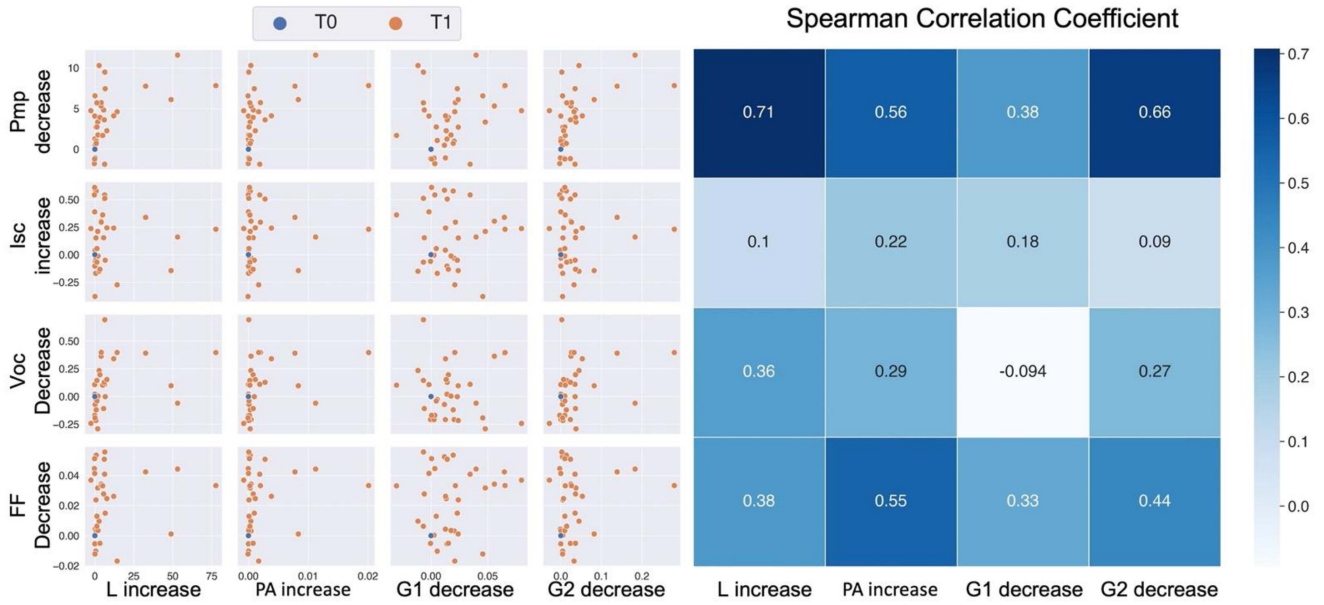 T0 T1
Spearman Correlation Coefficient
Pmp
decrease
10
5
0
0.71 0.56 0.38 0.66
Isc
increase
0.50
0.25
0.00
−0.25
0.1 0.22 0.18 0.09
Voc
Decrease
0.50
0.25
0.00
−0.25
0.36 0.29 -0.094 0.27
FF
Decrease
0.04
0.02
0.00
−0.02
0.38 0.55 0.33 0.44
0 25 50 75
0.00 0.01 0.02
0.00 0.05
0.0 0.1 0.2
L increase PA increase G1 decrease G2 decrease
L increase PA increase G1 decrease G2 decrease
0.7
0.6
0.5
0.4
0.3
0.2
0.1
0.0